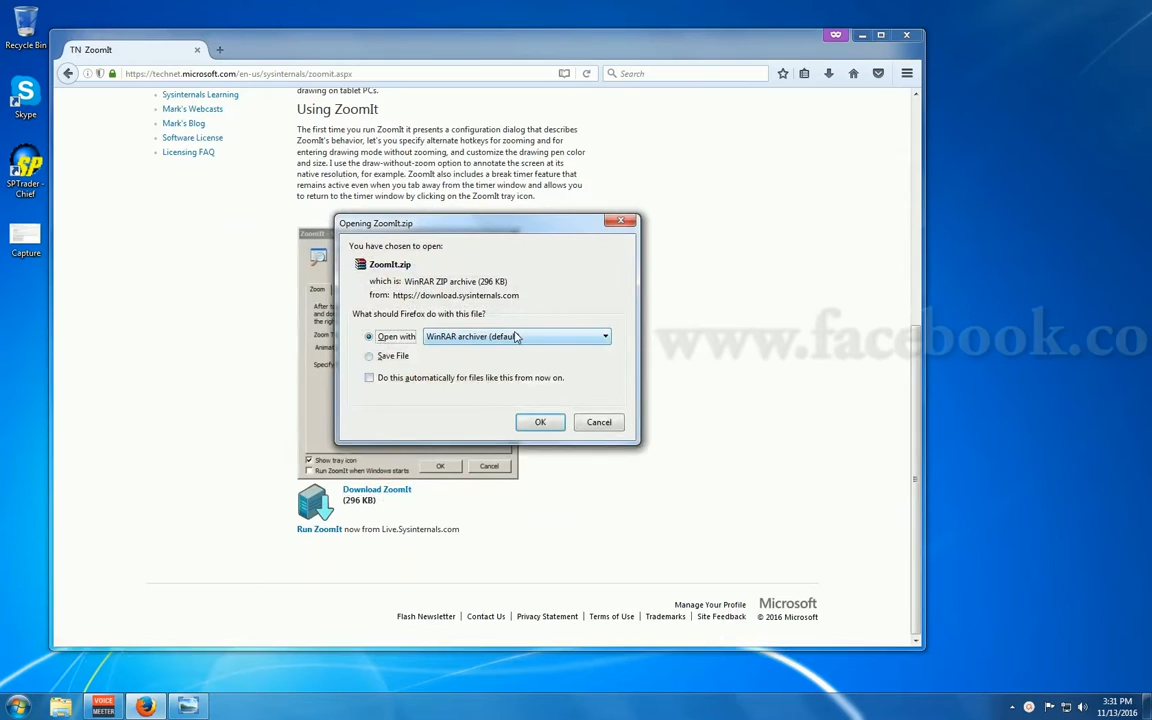 Recycle Bin
Skype
SPTrader - Chief
Capture
TN ZoomIt
https://technet.microsoft.com/en-us/sysinternals/zoomit.aspx
Search
Sysinternals Learning
Mark's Webcasts
Mark's Blog
Software License
Licensing FAQ
drawing on tablet PCs.
Using ZoomIt
The first time you run ZoomIt it presents a configuration dialog that describes
ZoomIt's behavior, let's you specify alternate hotkeys for zooming and for
entering drawing mode without zooming, and customize the drawing pen color
and size. I use the draw-without-zoom option to annotate the screen at its
native resolution, for example. ZoomIt also includes a break timer feature that
remains active even when you tab away from the timer window and allows you
to return to the timer window by clicking on the ZoomIt tray icon.
Opening ZoomIt.zip
You have chosen to open:
ZoomIt.zip
which is: WinRAR ZIP archive (296 KB)
from: https://download.sysinternals.com
What should Firefox do with this file?
Open with WinRAR archiver (defau
Save File
Do this automatically for files like this from now on.
OK Cancel
Zoom
Show tray icon
Run ZoomIt when Windows starts
OK Cancel
Download ZoomIt
(296 KB)
Run ZoomIt now from Live.Sysinternals.com
Manage Your Profile
Microsoft
Flash Newsletter | Contact Us | Privacy Statement | Terms of Use | Trademarks | Site Feedback
© 2016 Microsoft
www.facebook.co
VOICE
MEETER
3:31 PM
11/13/2016